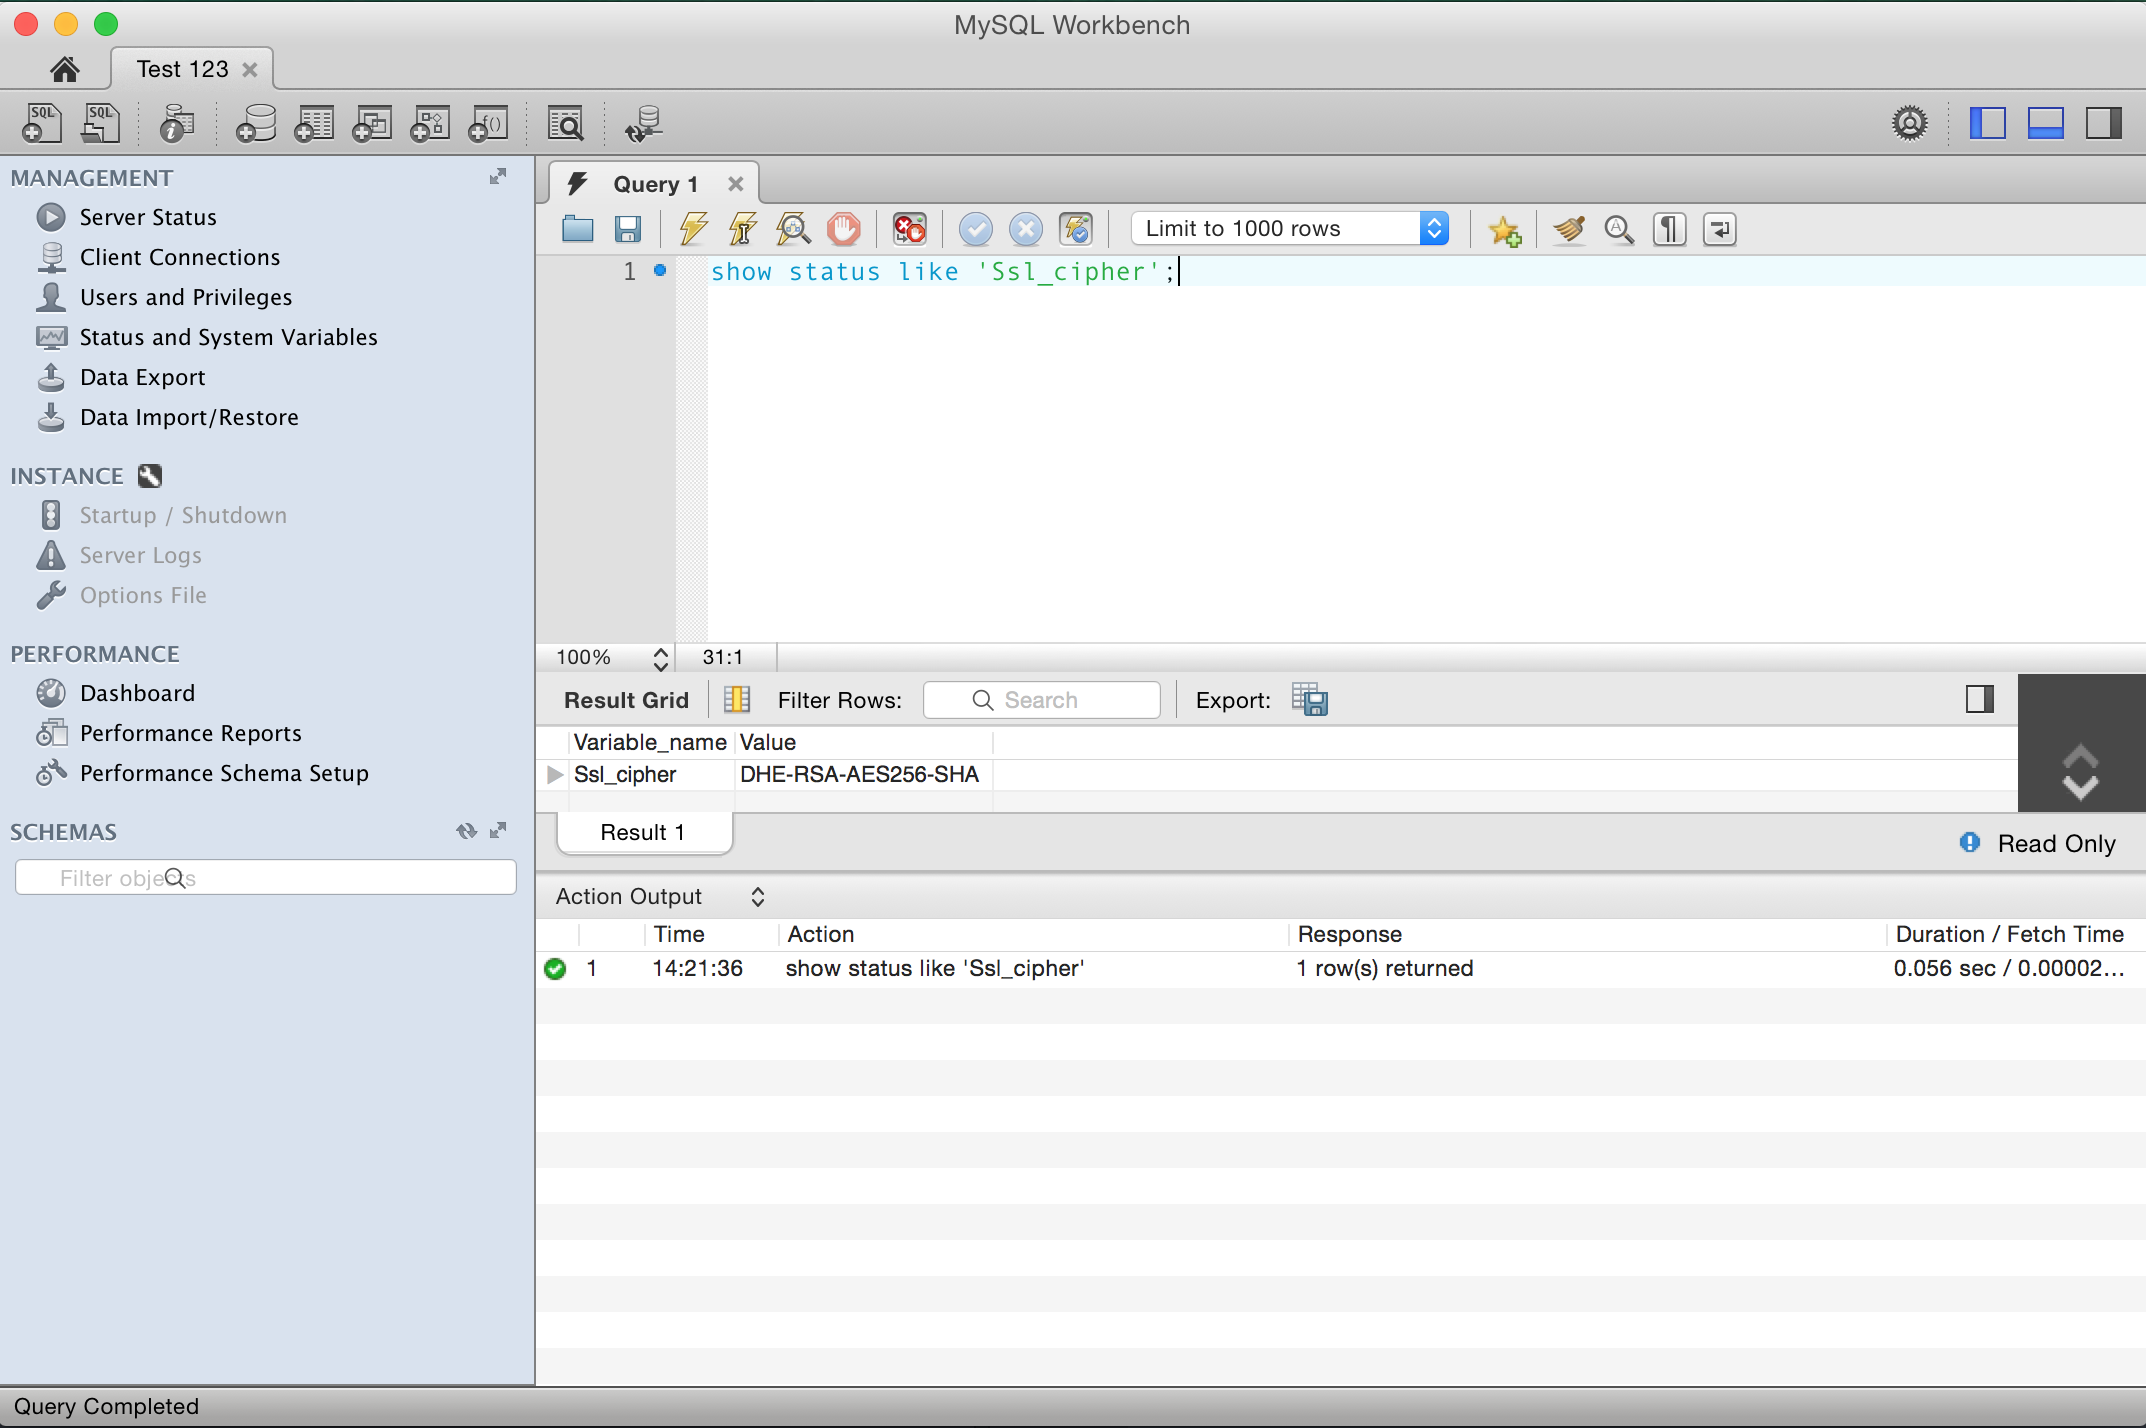 MySQL Workbench
Test 123
SQL SQL f()
MANAGEMENT
Server Status
Client Connections
Users and Privileges
Status and System Variables
Data Export
Data Import/Restore
INSTANCE
Startup / Shutdown
Server Logs
Options File
PERFORMANCE
Dashboard
Performance Reports
Performance Schema Setup
SCHEMAS
Filter objects
Query 1
Limit to 1000 rows
1 show status like 'Ssl_cipher';
100% 31:1
Result Grid Filter Rows: Search Export:
Variable_name Value
Ssl_cipher DHE-RSA-AES256-SHA
Result 1
Read Only
Action Output
Time Action Response Duration / Fetch Time
1 14:21:36 show status like 'Ssl_cipher' 1 row(s) returned 0.056 sec / 0.00002...
Query Completed